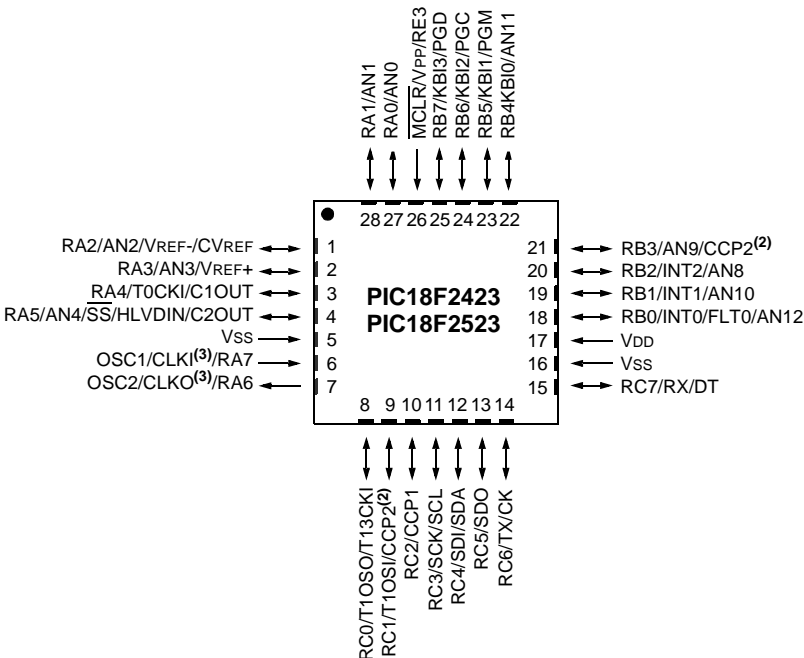 RA1/AN1
RA0/AN0
MCLR/VPP/RE3
RB7/KBI3/PGD
RB6/KBI2/PGC
RB5/KBI1/PGM
RB4KBI0/AN11
28 27 26 25 24 23 22
RA2/AN2/VREF-/CVREF 1
RA3/AN3/VREF+ 2
RA4/T0CKI/C1OUT 3
RA5/AN4/SS/HLVDIN/C2OUT 4
VSS 5
OSC1/CLKI(3)/RA7 6
OSC2/CLKO(3)/RA6 7
PIC18F2423
PIC18F2523
21 RB3/AN9/CCP2(2)
20 RB2/INT2/AN8
19 RB1/INT1/AN10
18 RB0/INT0/FLT0/AN12
17 VDD
16 VSS
15 RC7/RX/DT
8 9 10 11 12 13 14
RC0/T1OSO/T13CKI
RC1/T1OSI/CCP2(2)
RC2/CCP1
RC3/SCK/SCL
RC4/SDI/SDA
RC5/SDO
RC6/TX/CK